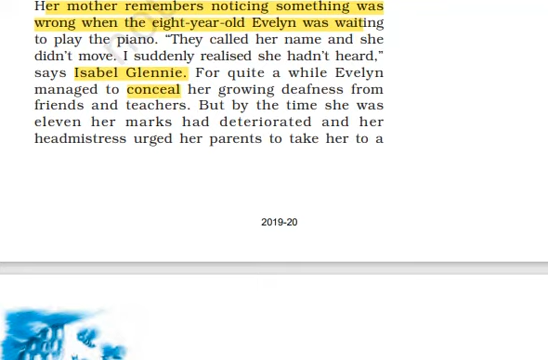 Her mother remembers noticing something was
wrong when the eight-year-old Evelyn was waiting
to play the piano. “They called her name and she
didn’t move. I suddenly realised she hadn’t heard,”
says Isabel Glennie. For quite a while Evelyn
managed to conceal her growing deafness from
friends and teachers. But by the time she was
eleven her marks had deteriorated and her
headmistress urged her parents to take her to a
2019-20